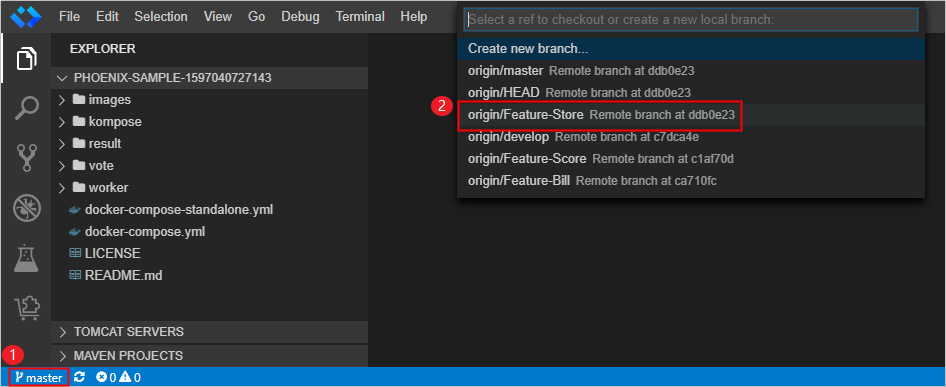 File Edit Selection View Go Debug Terminal Help
Select a ref to checkout or create a new local branch:
Create new branch...
origin/master Remote branch at ddb0e23
origin/HEAD Remote branch at ddb0e23
2
origin/Feature-Store Remote branch at ddb0e23
origin/develop Remote branch at c7dca4e
origin/Feature-Score Remote branch at c1af70d
origin/Feature-Bill Remote branch at ca710fc
EXPLORER
PHOENIX-SAMPLE-1597040727143
images
kompose
result
vote
worker
docker-compose-standalone.yml
docker-compose.yml
LICENSE
README.md
TOMCAT SERVERS
MAVEN PROJECTS
1
master 0 0